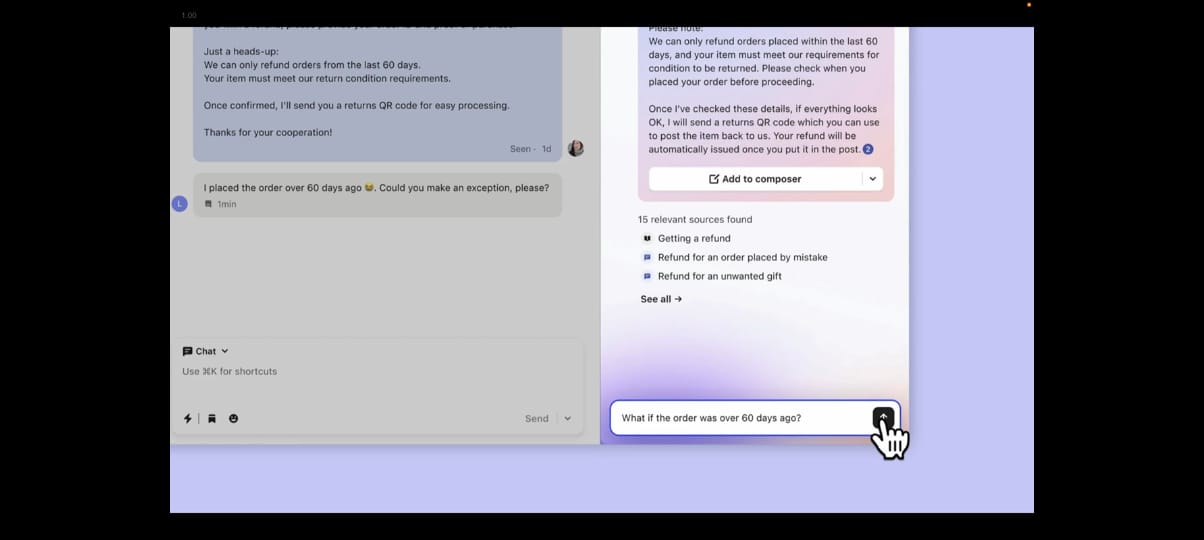 1.00
Just a heads-up:
We can only refund orders from the last 60 days.
Your item must meet our return condition requirements.
Once confirmed, I'll send you a returns QR code for easy processing.
Thanks for your cooperation!
Seen · 1d
I placed the order over 60 days ago 😭. Could you make an exception, please?
L
1min
Chat
Use ⌘K for shortcuts
Send
Please note:
We can only refund orders placed within the last 60
days, and your item must meet our requirements for
condition to be returned. Please check when you
placed your order before proceeding.
Once I've checked these details, if everything looks
OK, I will send a returns QR code which you can use
to post the item back to us. Your refund will be
automatically issued once you put it in the post. 2
Add to composer
15 relevant sources found
Getting a refund
Refund for an order placed by mistake
Refund for an unwanted gift
See all →
What if the order was over 60 days ago?